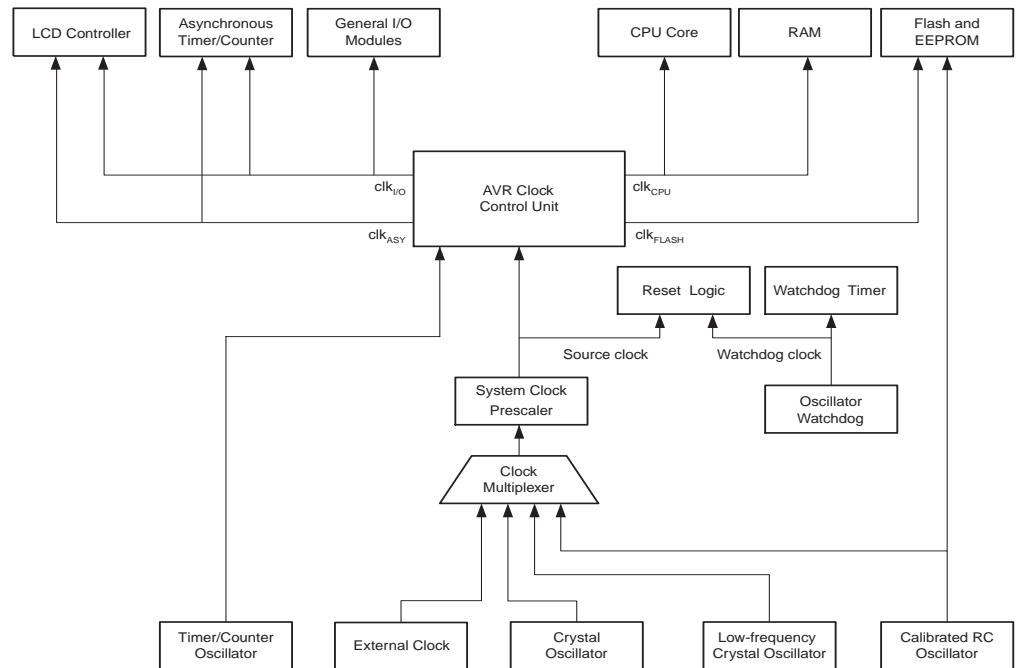 LCD Controller
Asynchronous
Timer/Counter
General I/O
Modules
CPU Core
RAM
Flash and
EEPROM
clkI/O
AVR Clock
Control Unit
clkCPU
clkASY
clkFLASH
Reset Logic
Watchdog Timer
Source clock
Watchdog clock
System Clock
Prescaler
Oscillator
Watchdog
Clock
Multiplexer
Timer/Counter
Oscillator
External Clock
Crystal
Oscillator
Low-frequency
Crystal Oscillator
Calibrated RC
Oscillator